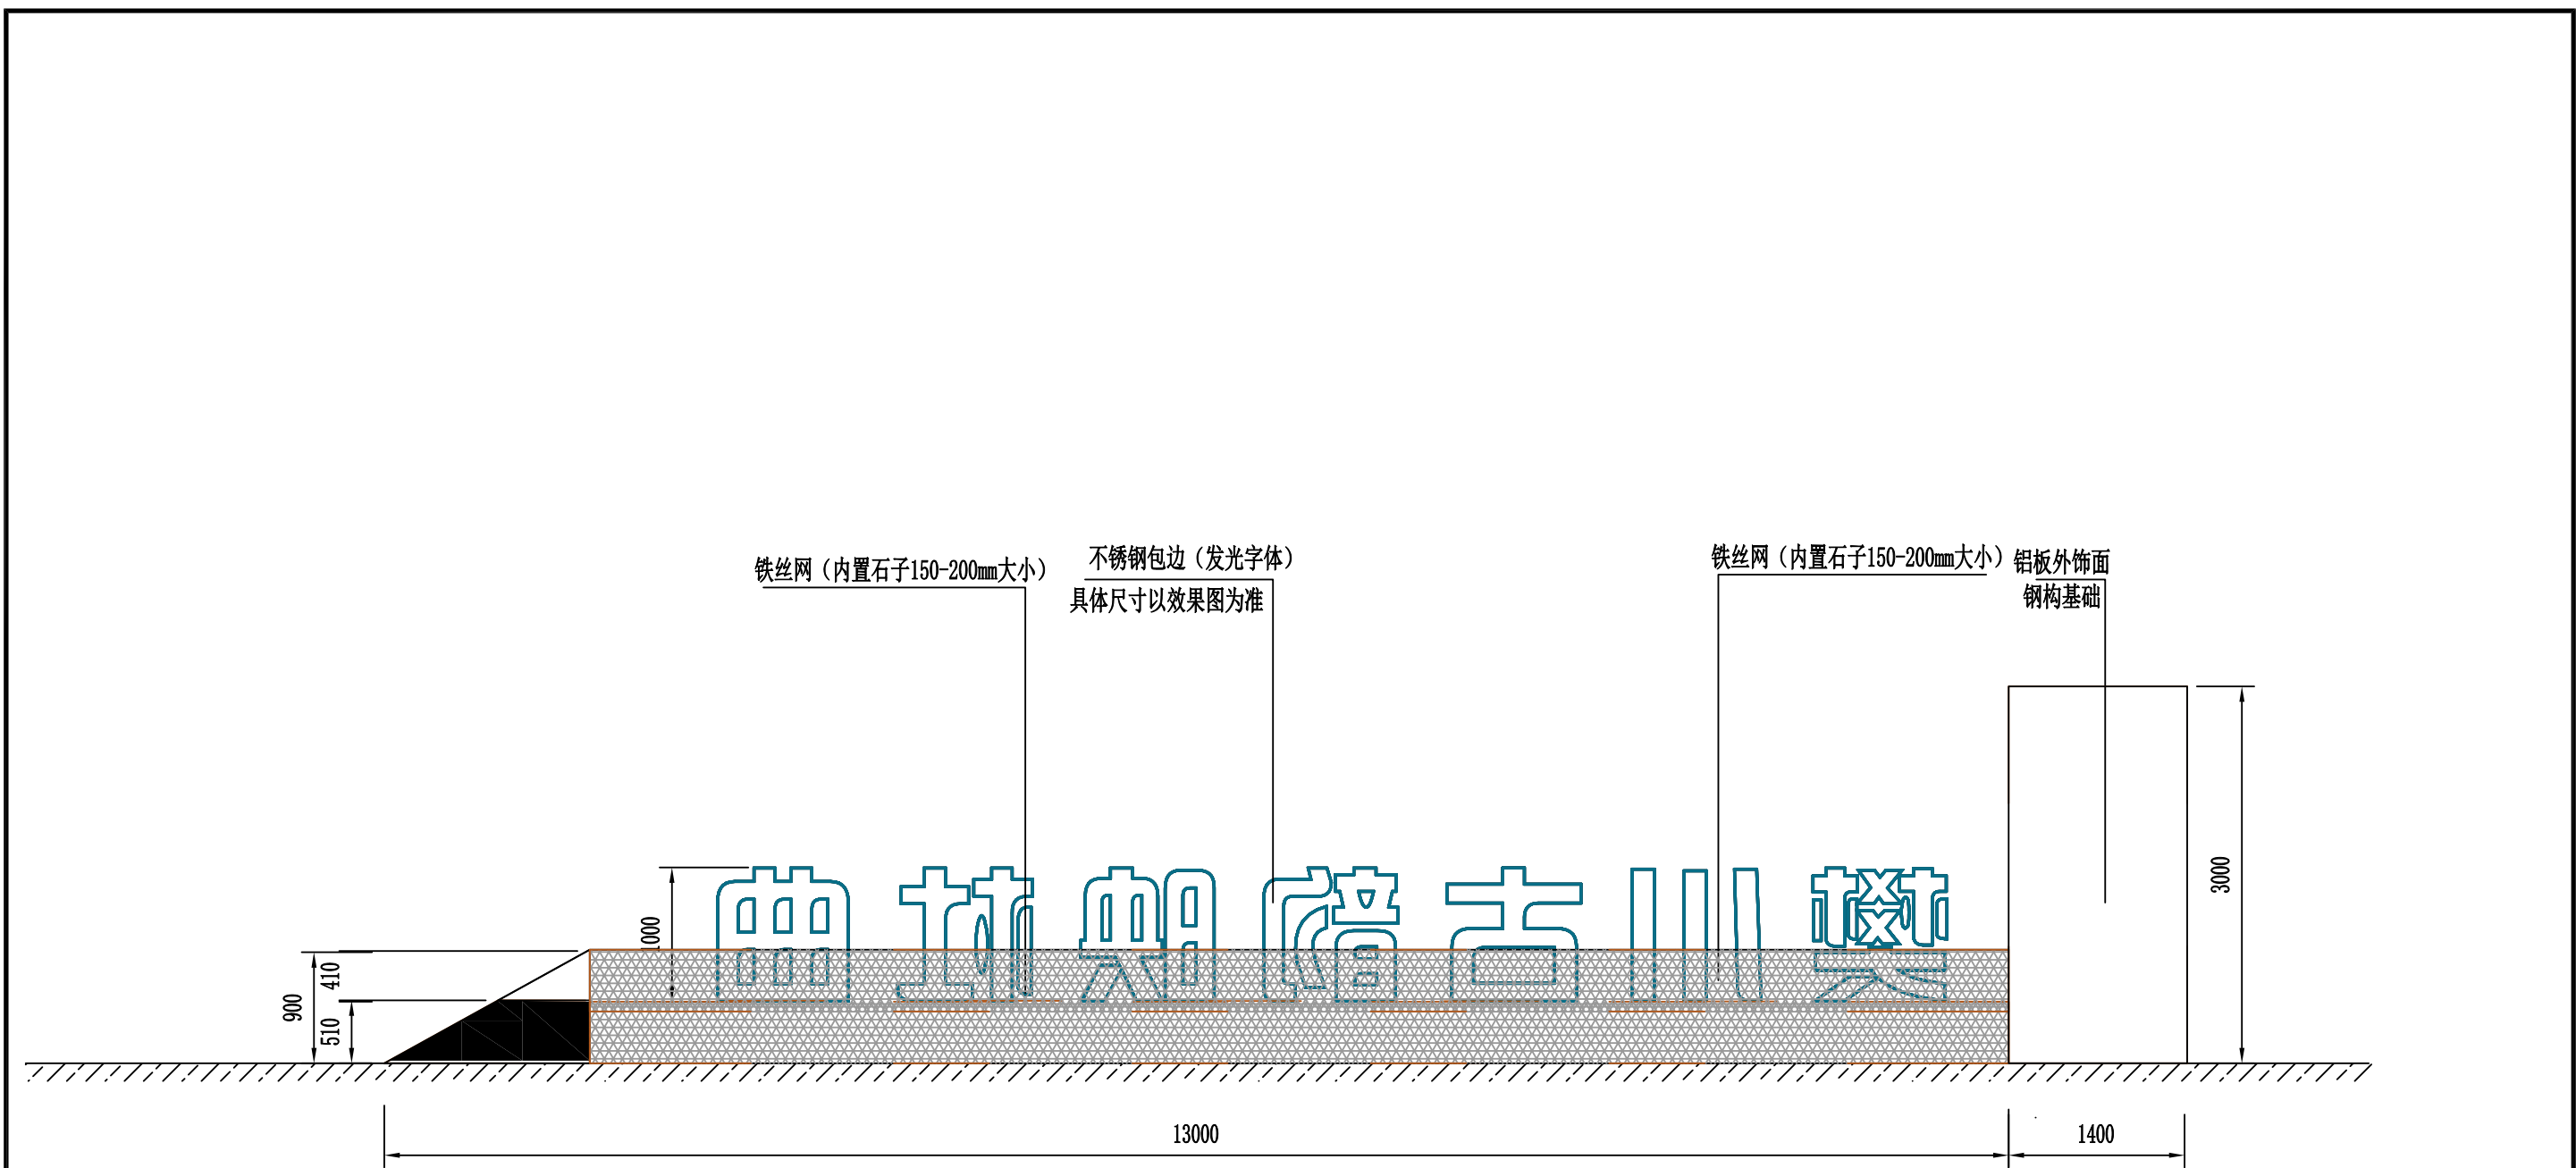 铁丝网（内置石子150-200mm大小）
不锈钢包边（发光字体）
具体尺寸以效果图为准
铁丝网（内置石子150-200mm大小）
铝板外饰面
钢构基础
3000
1000
曲 古
410
900
510
13000
1400